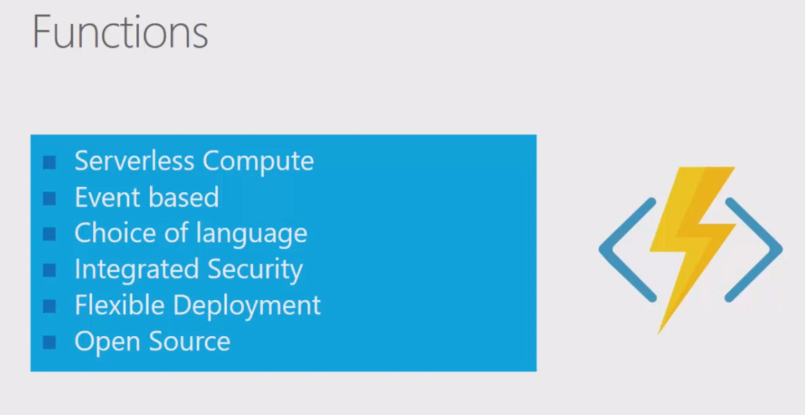 Functions
Serverless Compute
Event based
Choice of language
Integrated Security
Flexible Deployment
Open Source